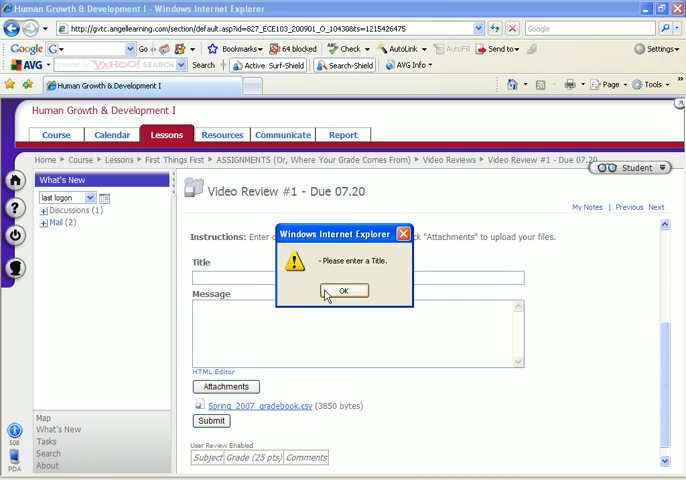 Human Growth & Development I - Windows Internet Explorer
http://gvtc.angellearning.com/section/default.asp?id=827_ECE103_200901_O_10430&ts=1215426475
Google
Google
G
Go
Bookmarks
64 blocked
Check
AutoLink
AutoFill
Send to
Settings
AVG
powered by YAHOO! SEARCH
Search
Active Surf-Shield
Search-Shield
AVG Info
Human Growth & Development I
Page
Tools
Human Growth & Development I
Course
Calendar
Lessons
Resources
Communicate
Report
Home
Course
Lessons
First Things First
ASSIGNMENTS (Or, Where Your Grade Comes From)
Video Reviews
Video Review #1 - Due 07.20
Student
What's New
last logon
Discussions (1)
Mail (2)
Video Review #1 - Due 07.20
My Notes | Previous Next
Instructions: Enter
"Attachments" to upload your files.
Windows Internet Explorer
- Please enter a Title.
OK
Title
Message
HTML Editor
Attachments
Spring_2007_gradebook.csv (3850 bytes)
Submit
User Review Enabled
Subject Grade (25 pts) Comments
Map
What's New
Tasks
Search
About
508
PDA